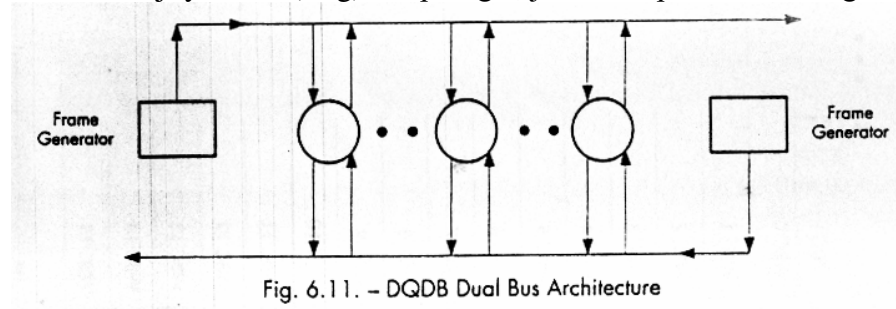 Frame
Generator
Frame
Generator
Fig. 6.11. – DQDB Dual Bus Architecture